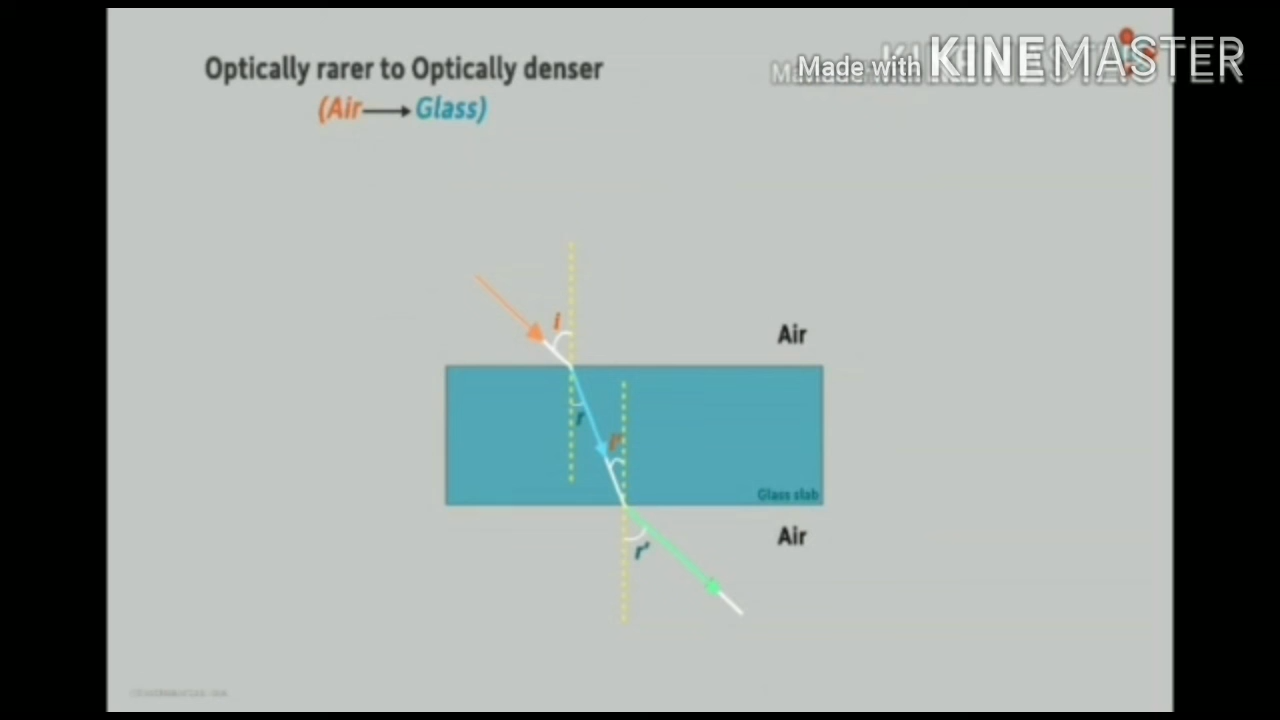 Optically rarer to Optically denser
(Air → Glass)
Made with KINEMASTER
i
Air
r
i'
Glass slab
Air
r'